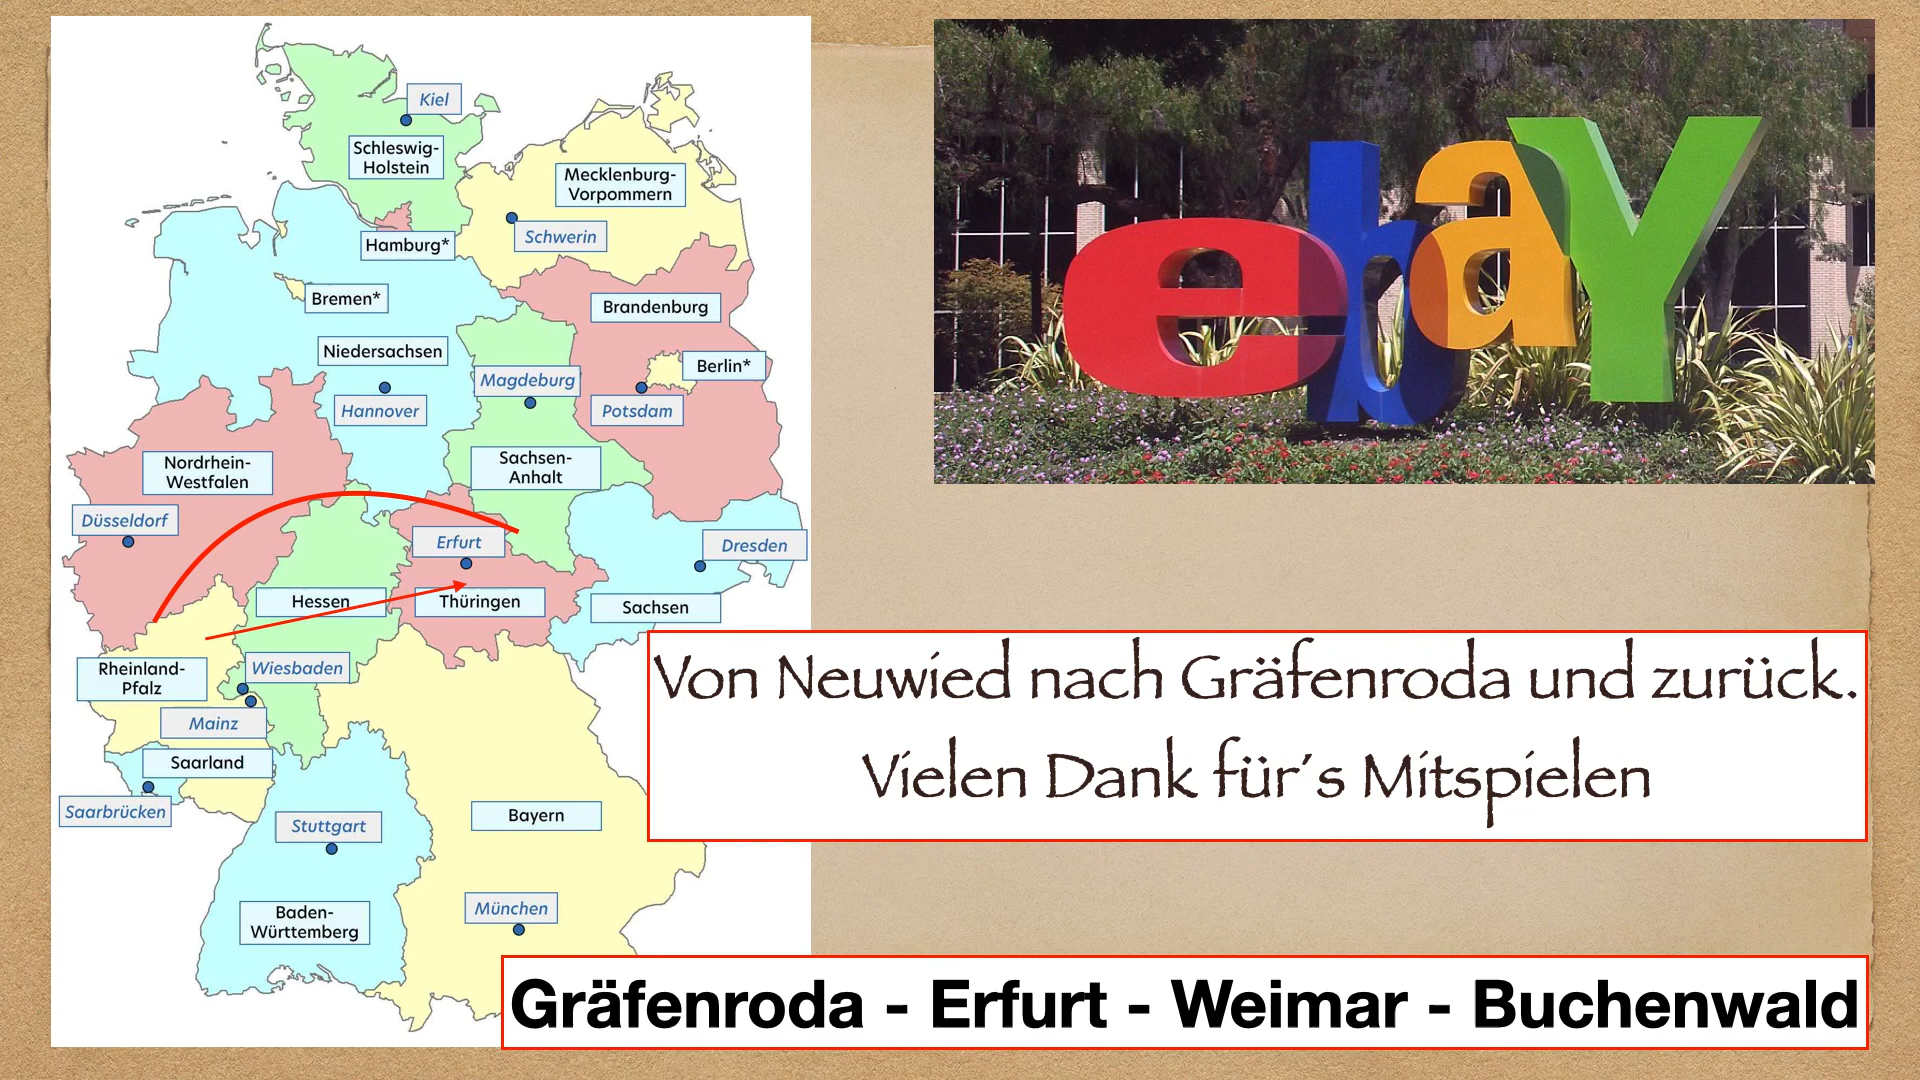 Kiel
Schleswig-
Holstein
Mecklenburg-
Vorpommern
Schwerin
Hamburg*
Bremen*
Brandenburg
Niedersachsen
Berlin*
Magdeburg
Hannover
Potsdam
Nordrhein-
Westfalen
Sachsen-
Anhalt
Düsseldorf
Erfurt
Dresden
Hessen
Thüringen
Sachsen
Rheinland-
Pfalz
Wiesbaden
Mainz
Saarland
Saarbrücken
Stuttgart
Bayern
München
Baden-
Württemberg
ebaY
Von Neuwied nach Gräfenroda und zurück.
Vielen Dank für´s Mitspielen
Gräfenroda - Erfurt - Weimar - Buchenwald